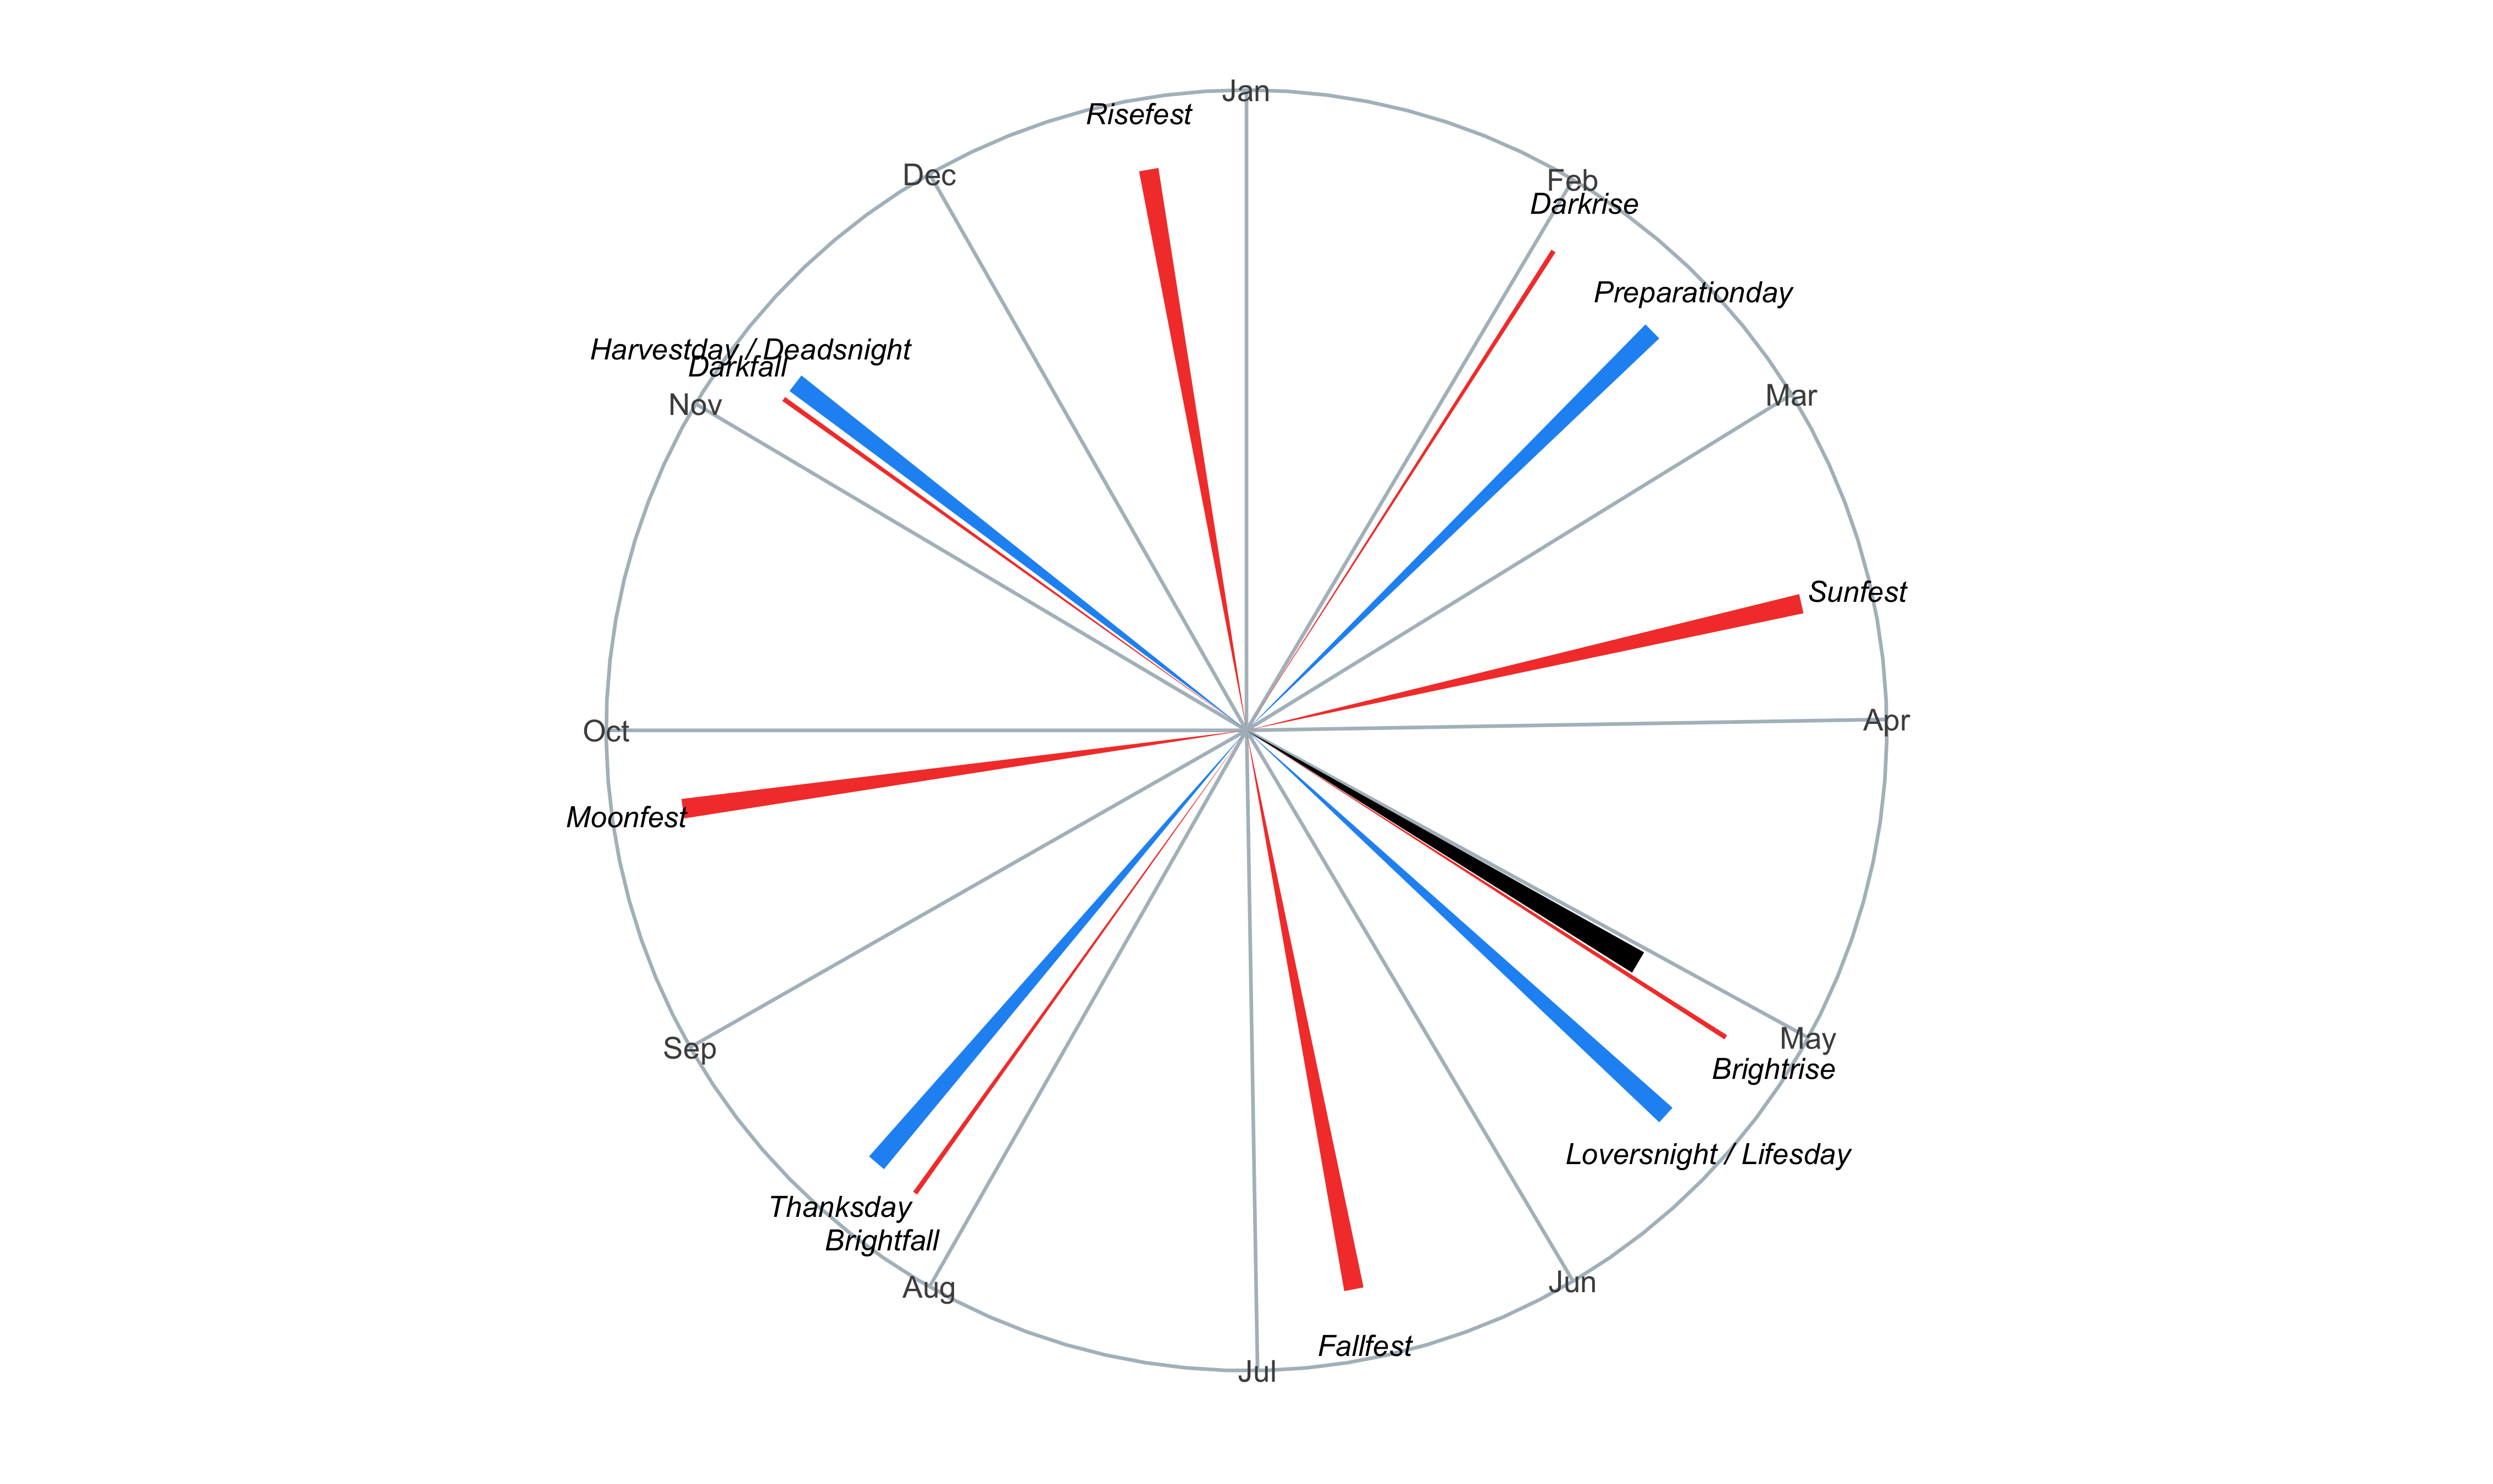 Jan
Risefest
Dec
Feb
Darkrise
Preparationday
Harvestday / Deadsnight
Darkfall
Nov
Mar
Sunfest
Oct
Apr
Moonfest
Sep
May
Brightrise
Loversnight / Lifesday
Thanksday
Brightfall
Aug
Jun
Fallfest
Jul